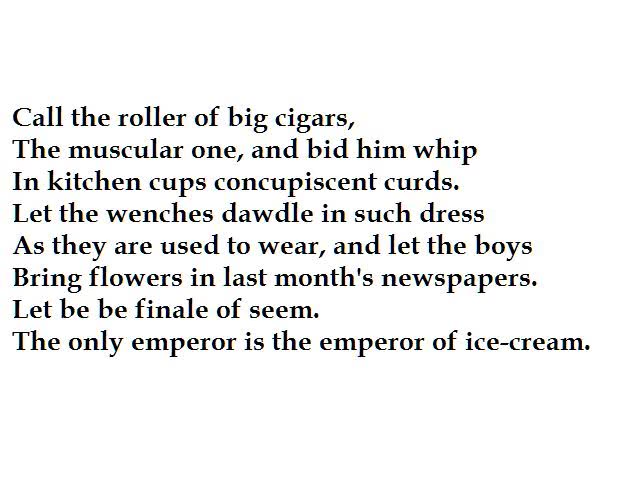 Call the roller of big cigars,
The muscular one, and bid him whip
In kitchen cups concupiscent curds.
Let the wenches dawdle in such dress
As they are used to wear, and let the boys
Bring flowers in last month's newspapers.
Let be be finale of seem.
The only emperor is the emperor of ice-cream.